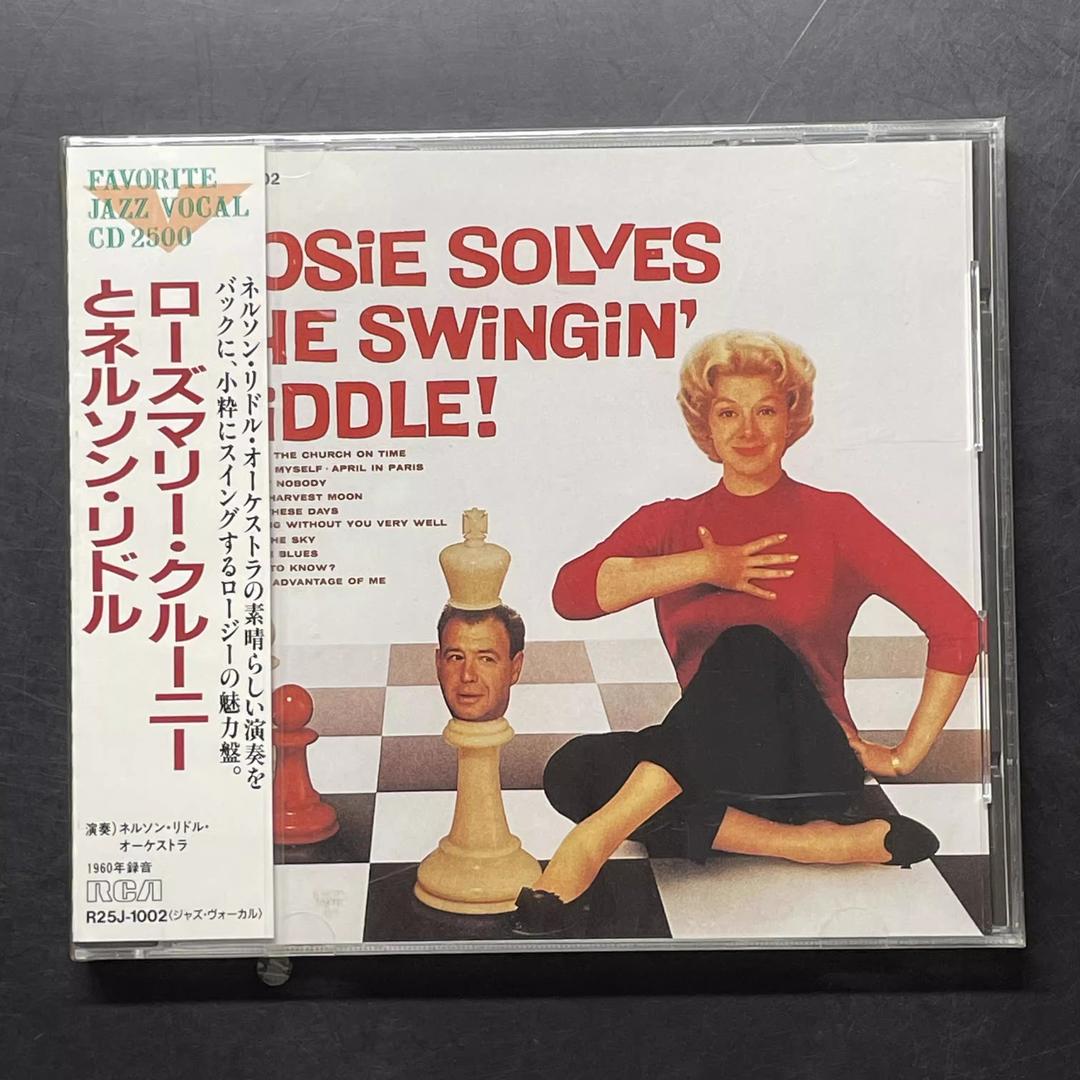 FAVORITE
JAZZ VOCAL
CD 2500
ローズマリー・クルーニー
とネルソン・リドル
ネルソン・リドル・オーケストラの素晴らしい演奏を
バックに、小粋にスイングするロージーの魅力盤。
演奏)ネルソン・リドル・
オーケストラ
1960年録音
RCA
R25J-1002〈ジャズ・ヴォーカル〉
02
OSiE SOLVES
HE SWiNGiN’
iDDLE!
THE CHURCH ON TIME
MYSELF · APRIL IN PARIS
NOBODY
HARVEST MOON
THESE DAYS
G WITHOUT YOU VERY WELL
HE SKY
BLUES
TO KNOW?
ADVANTAGE OF ME